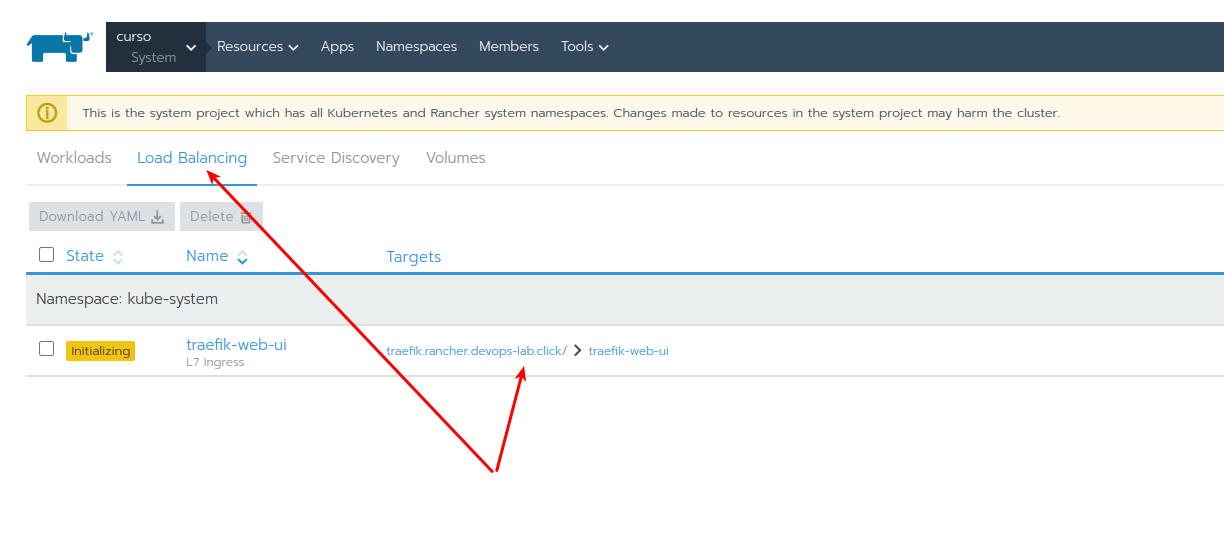 curso
System
Resources Apps Namespaces Members Tools
This is the system project which has all Kubernetes and Rancher system namespaces. Changes made to resources in the system project may harm the cluster.
Workloads Load Balancing Service Discovery Volumes
Download YAML Delete
State Name Targets
Namespace: kube-system
Initializing traefik-web-ui traefik.rancher.devops-lab.click/ > traefik-web-ui
L7 Ingress